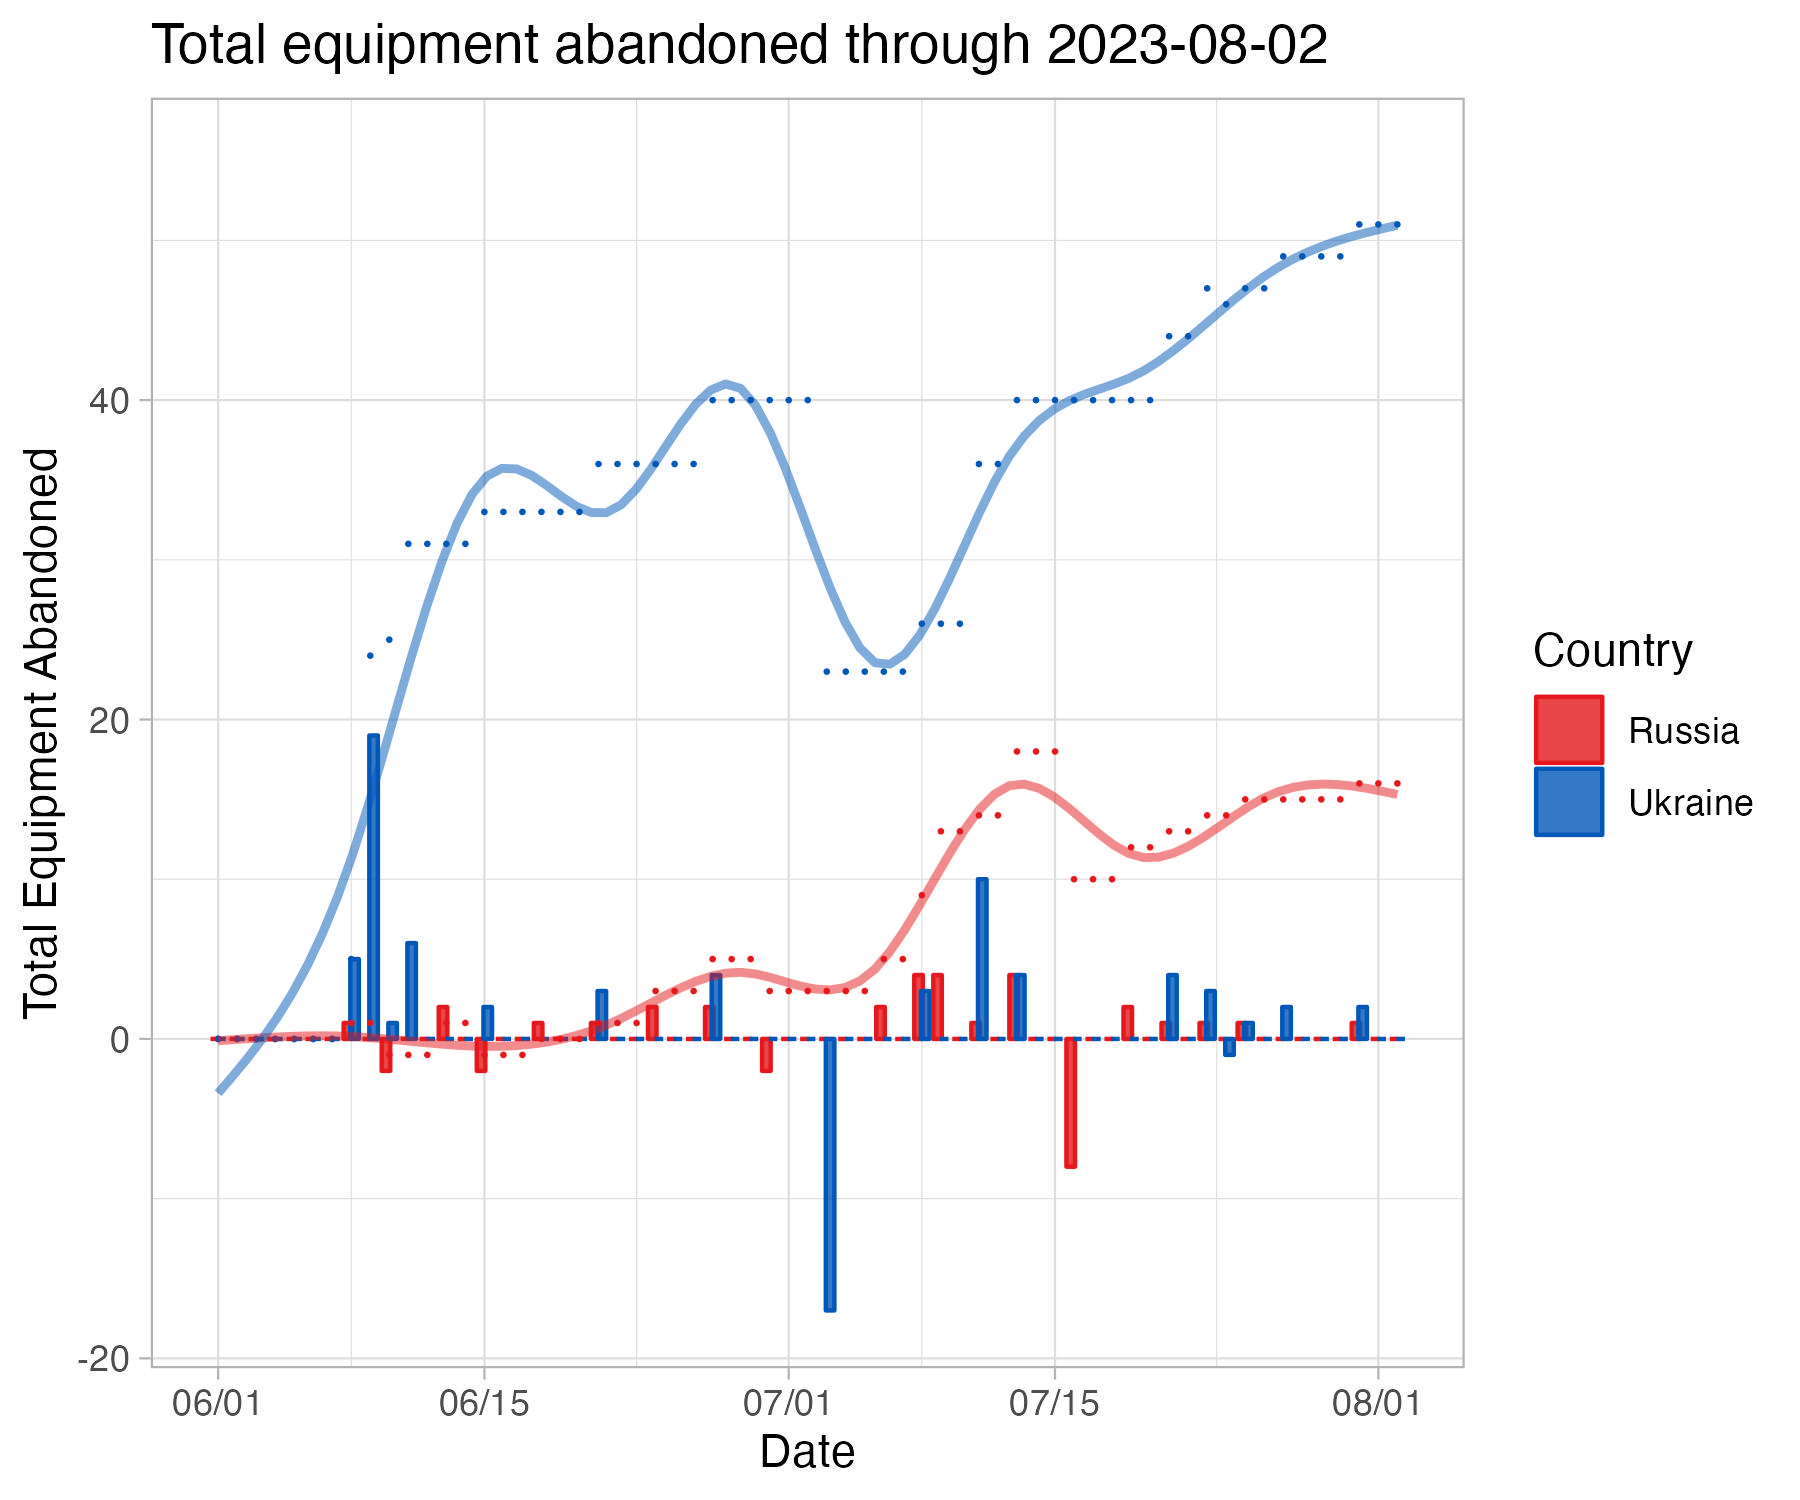 Total equipment abandoned through 2023-08-02
Total Equipment Abandoned
40
20
0
-20
06/01
06/15
07/01
07/15
08/01
Date
Country
Russia
Ukraine